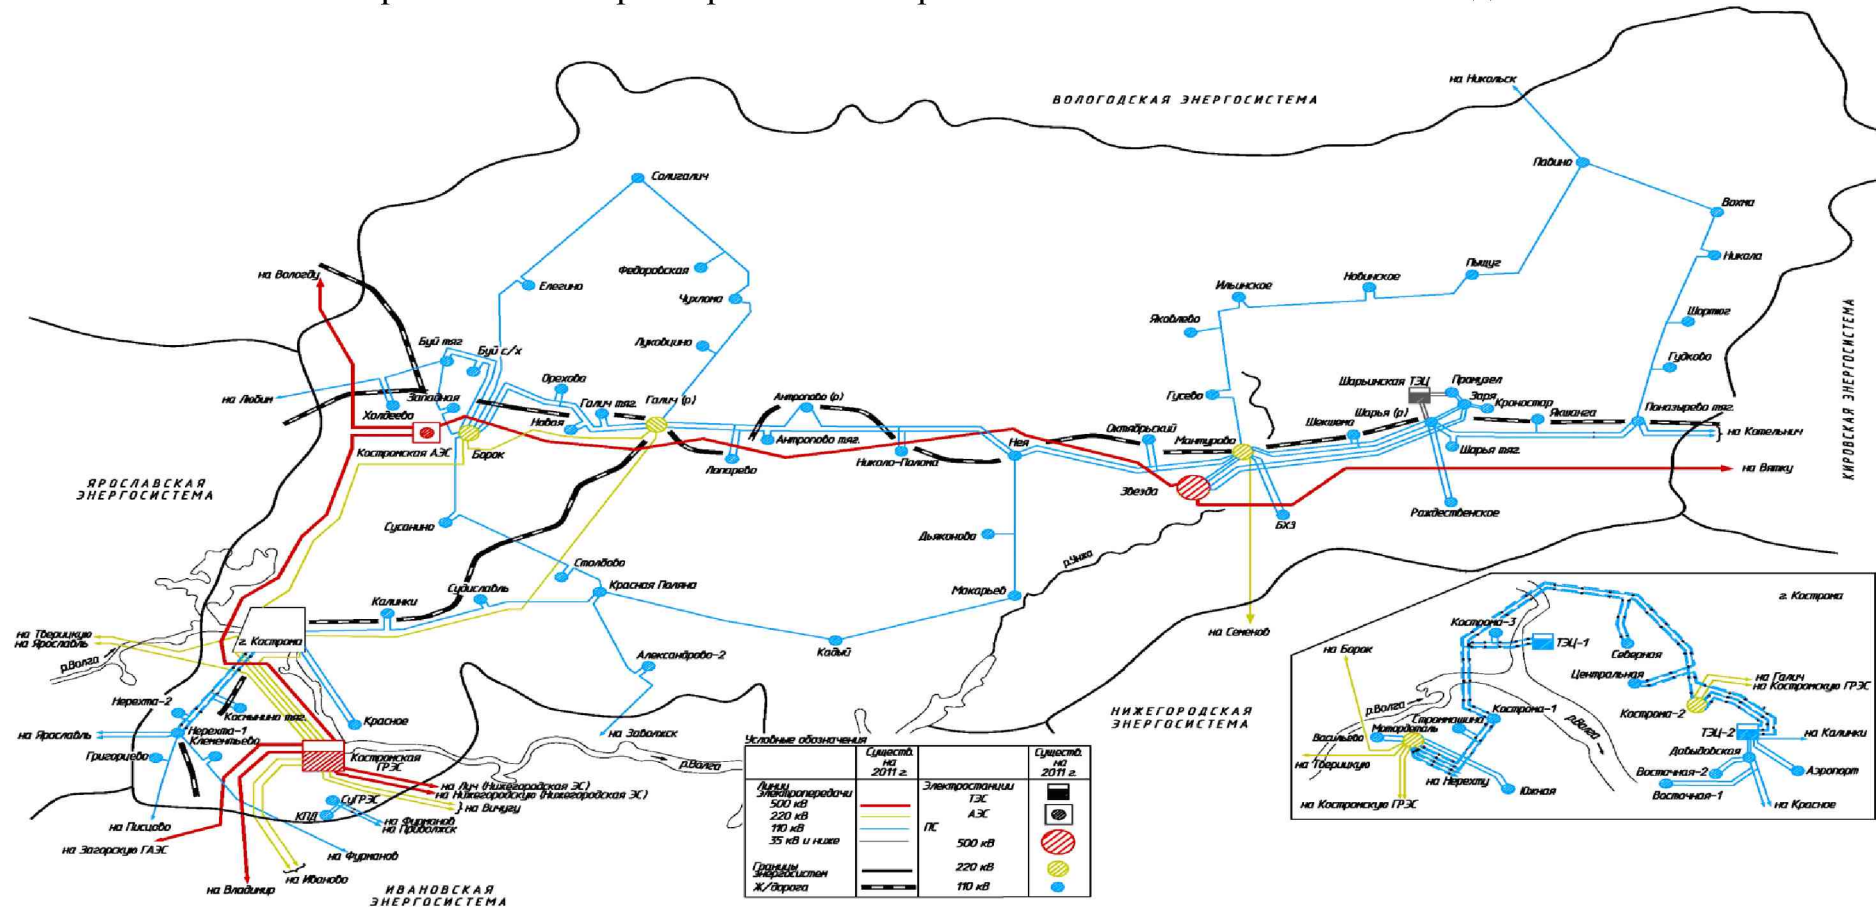 ВОЛОГОДСКАЯ ЭНЕРГОСИСТЕМА
на Никольск
Павино
Солигалич
Вохма
Федоровская
Никола
на Вологду
Елегино
Чухлома
Ильинское
Новинское
Пыщуг
Яковлево
Шортюг
Луковцино
Буй тяг
Буй с/х
Гудково
КИРОВСКАЯ ЭНЕРГОСИСТЕМА
Орехово
Галич (р)
Антропово (р)
Гусево
Шарьинская ТЭЦ
Промузел
Заря
Кроностар
на Любим
Западная
Холдеево
Галич тяг
Новая
Шекшема
Шарья (р)
Якшанга
Поназырево тяг.
на Котельнич
Антропово тяг.
Нея
Октябрьский
Мантурово
Костромская АЭС
Борок
Лопарево
Николо-Полома
Шарья тяг.
на Вятку
ЯРОСЛАВСКАЯ
ЭНЕРГОСИСТЕМА
Звезда
БХЗ
Рождественское
Сусанино
Дьяконово
р.Унжа
Столбово
Судиславль
Красная Поляна
Макарьев
Калинки
на Семенов
на Тверицкую
на Ярославль
р.Волга
г. Кострома
Кадый
Александрово-2
Нерехта-2
Космынино тяг.
Красное
на Ярославль
Нерехта-1
Клементьево
Григорцево
Костромская
ГРЭС
на Заволжск
р.Волга
НИЖЕГОРОДСКАЯ
ЭНЕРГОСИСТЕМА
на Луч (Нижегородская ЭС)
на Нижегородскую (Нижегородская ЭС)
на Вичугу
СуГРЭС
КПД
на Фурманов
на Приволжск
на Писцово
на Загорскую ГАЭС
на Фурманов
на Владимир
на Иваново
ИВАНОВСКАЯ
ЭНЕРГОСИСТЕМА
Условные обозначения
Существ.
на
2011 г.
Существ.
на
2011 г.
Линии
электропередачи
500 кВ
220 кВ
110 кВ
35 кВ и ниже
Границы
энергосистем
Ж/дорога
Электростанции
ТЭС
АЭС
ПС
500 кВ
220 кВ
110 кВ
г. Кострома
Кострома-3
ТЭЦ-1
на Борок
Северная
Центральная
на Галич
на Костромскую ГРЭС
Кострома-2
р.Волга
Строммашина
Кострома-1
р.Волга
Васильево
Мотордеталь
ТЭЦ-2
на Калинки
Давыдовская
на Тверицкую
на Нерехту
Восточная-2
Аэропорт
Южная
Восточная-1
на Костромскую ГРЭС
на Красное